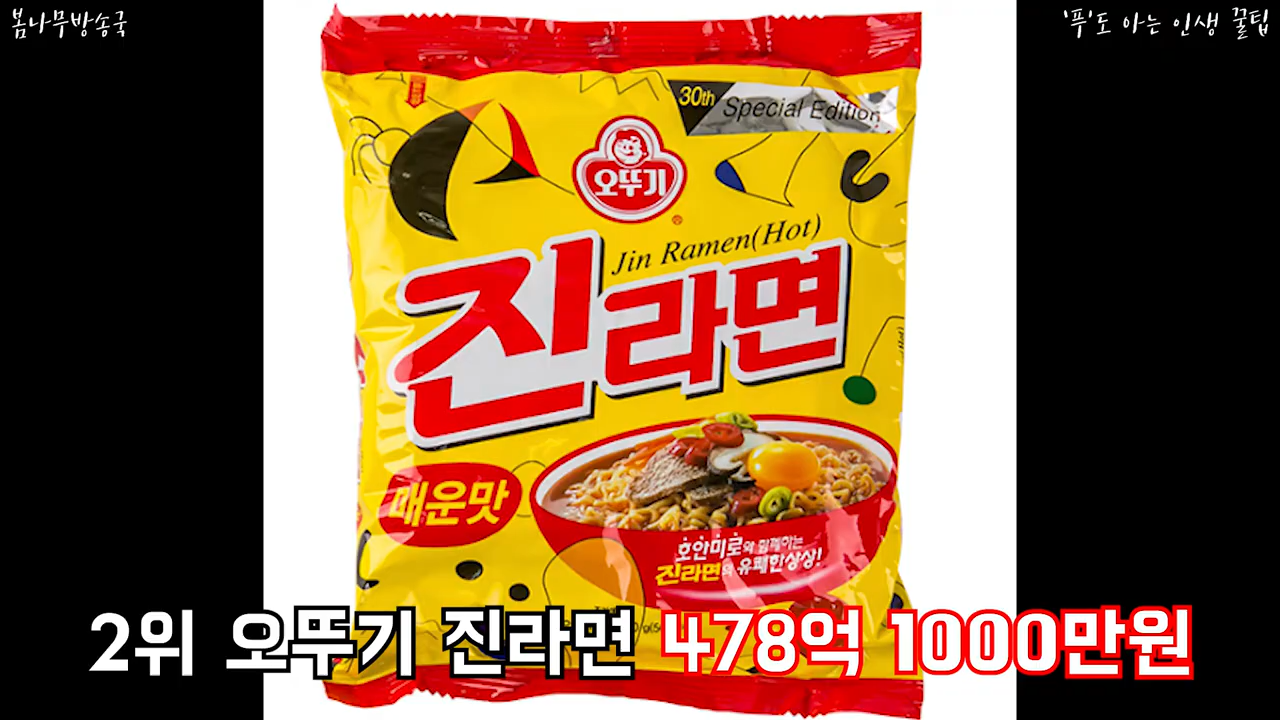 봄나무방송국
'푸'도 아는 인생 꿀팁
30th Special Edition
오뚜기
Jin Ramen(Hot)
진라면
매운맛
호안미로와 함께하는
진라면의 유쾌한상상!
2위 오뚜기 진라면 478억 1000만원